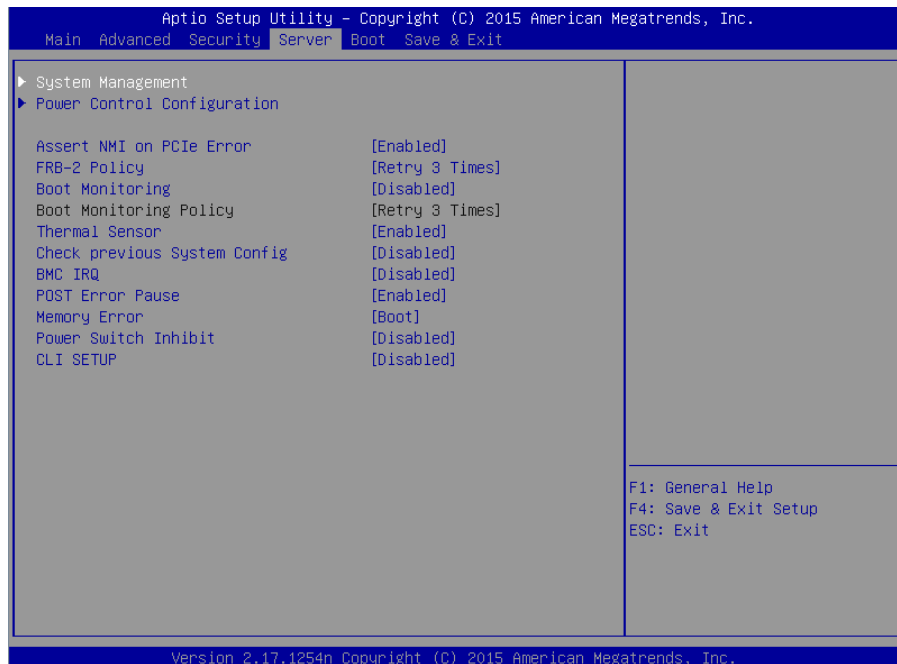 Aptio Setup Utility – Copyright (C) 2015 American Megatrends, Inc.
Main Advanced Security Server Boot Save & Exit
System Management
Power Control Configuration
Assert NMI on PCIe Error [Enabled]
FRB-2 Policy [Retry 3 Times]
Boot Monitoring [Disabled]
Boot Monitoring Policy [Retry 3 Times]
Thermal Sensor [Enabled]
Check previous System Config [Disabled]
BMC IRQ [Disabled]
POST Error Pause [Enabled]
Memory Error [Boot]
Power Switch Inhibit [Disabled]
CLI SETUP [Disabled]
F1: General Help
F4: Save & Exit Setup
ESC: Exit
Version 2.17.1254n Copyright (C) 2015 American Megatrends, Inc.